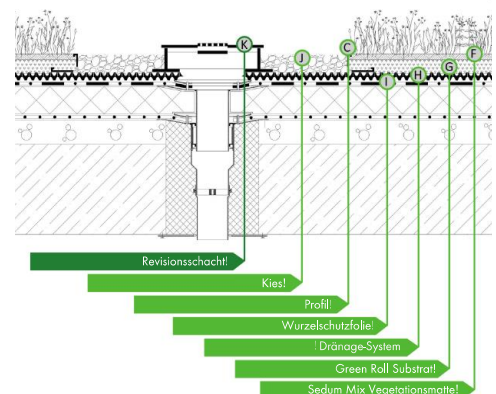 K
J
C
F
G
H
I
Revisionsschacht!
Kies!
Profil!
Wurzelschutzfolie!
! Dränage-System
Green Roll Substrat!
Sedum Mix Vegetationsmatte!